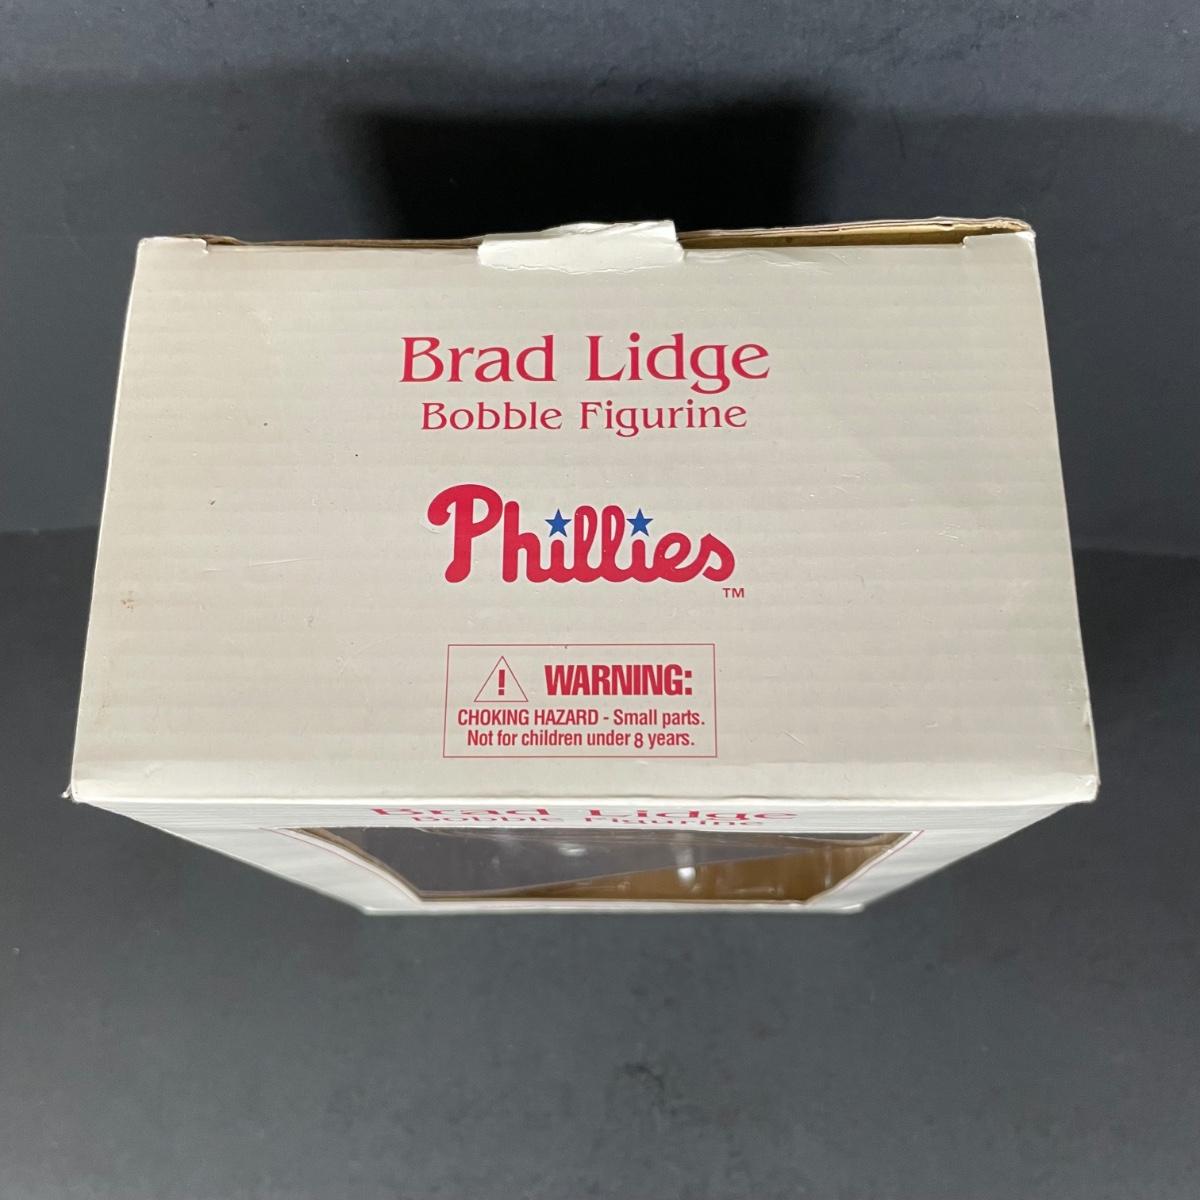 Brad Lidge
Bobble Figurine
Phillies
TM
! WARNING:
CHOKING HAZARD - Small parts.
Not for children under 8 years.
Brad Lidge
Bobble Figurine